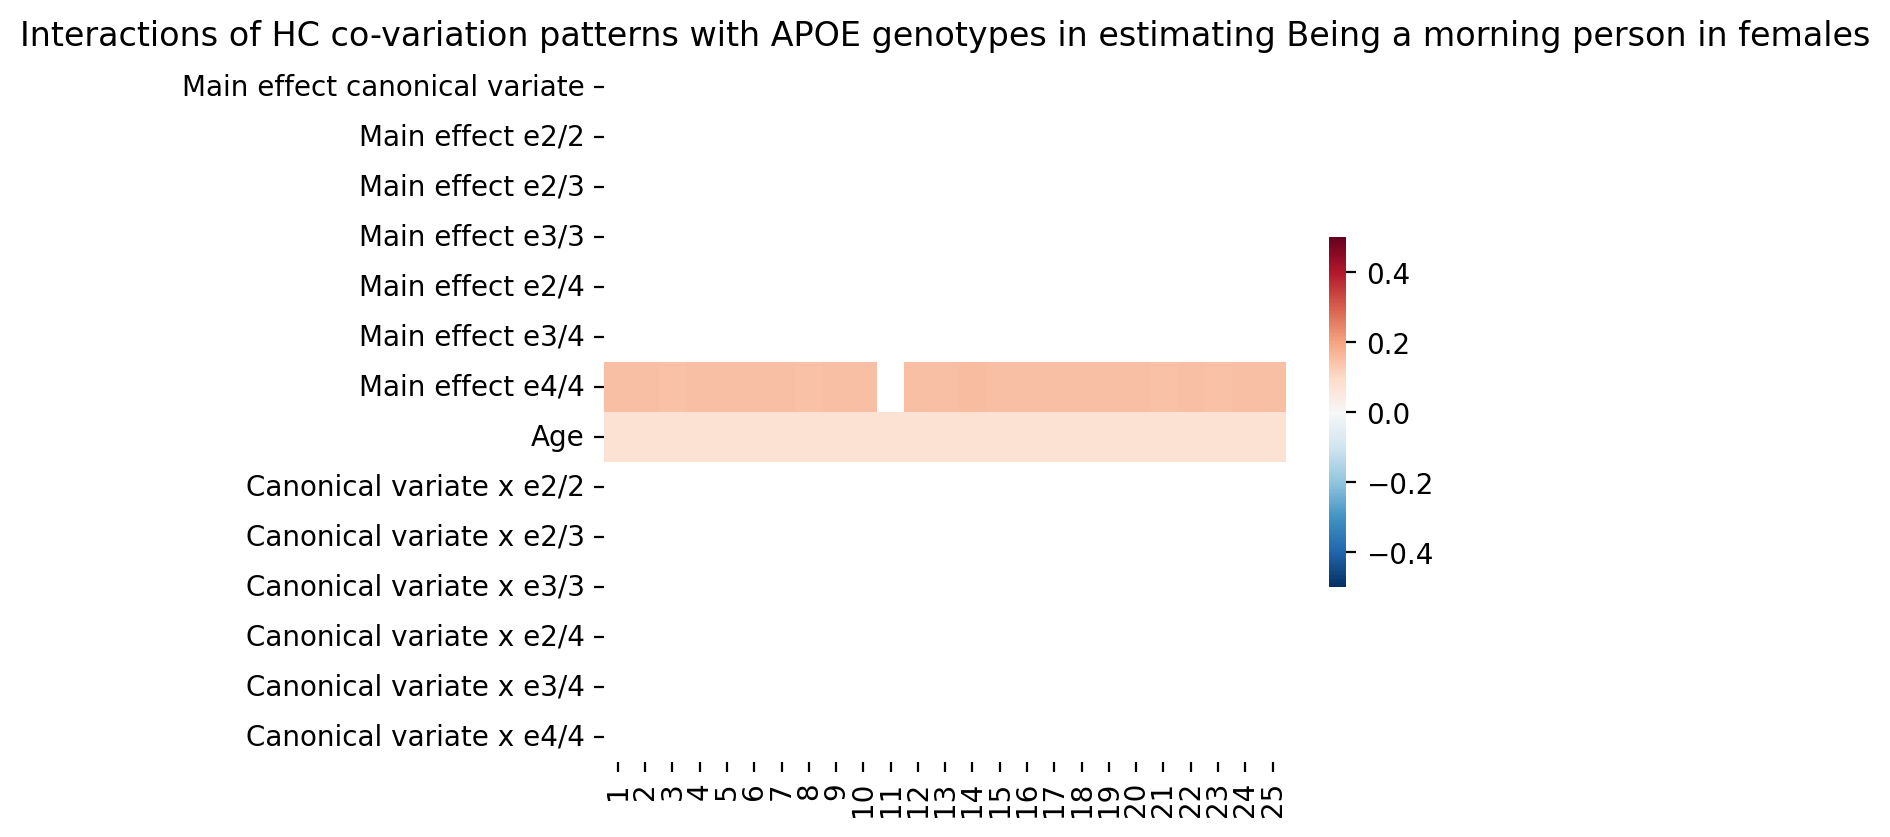 Interactions of HC co-variation patterns with APOE genotypes in estimating Being a morning person in females
Main effect canonical variate
Main effect e2/2
Main effect e2/3
Main effect e3/3
Main effect e2/4
Main effect e3/4
Main effect e4/4
Age
Canonical variate x e2/2
Canonical variate x e2/3
Canonical variate x e3/3
Canonical variate x e2/4
Canonical variate x e3/4
Canonical variate x e4/4
1 2 3 4 5 6 7 8 9 10 11 12 13 14 15 16 17 18 19 20 21 22 23 24 25
0.4
0.2
0.0
−0.2
−0.4